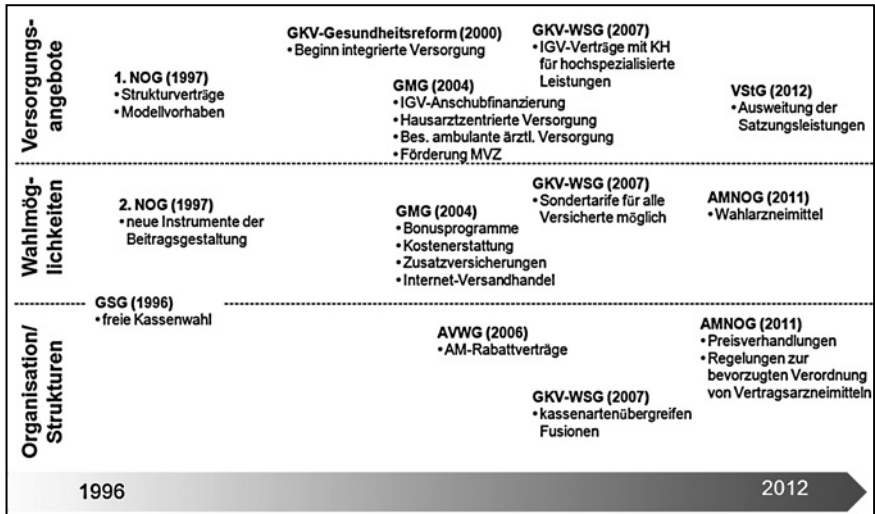 Versorgungs-
angebote
1. NOG (1997)
• Strukturverträge
• Modellvorhaben
GKV-Gesundheitsreform (2000)
• Beginn integrierte Versorgung
GMG (2004)
• IGV-Anschubfinanzierung
• Hausarztzentrierte Versorgung
• Bes. ambulante ärztl. Versorgung
• Förderung MVZ
GKV-WSG (2007)
• IGV-Verträge mit KH
für hochspezialisierte
Leistungen
VStG (2012)
• Ausweitung der
Satzungsleistungen
Wahlmög-
lichkeiten
2. NOG (1997)
• neue Instrumente der
Beitragsgestaltung
GMG (2004)
• Bonusprogramme
• Kostenerstattung
• Zusatzversicherungen
• Internet-Versandhandel
GKV-WSG (2007)
• Sondertarife für alle
Versicherte möglich
AMNOG (2011)
• Wahlarzneimittel
Organisation/
Strukturen
GSG (1996)
• freie Kassenwahl
AVWG (2006)
• AM-Rabattverträge
GKV-WSG (2007)
• kassenartenübergreifen
Fusionen
AMNOG (2011)
• Preisverhandlungen
• Regelungen zur
bevorzugten Verordnung
von Vertragsarzneimitteln
1996
2012